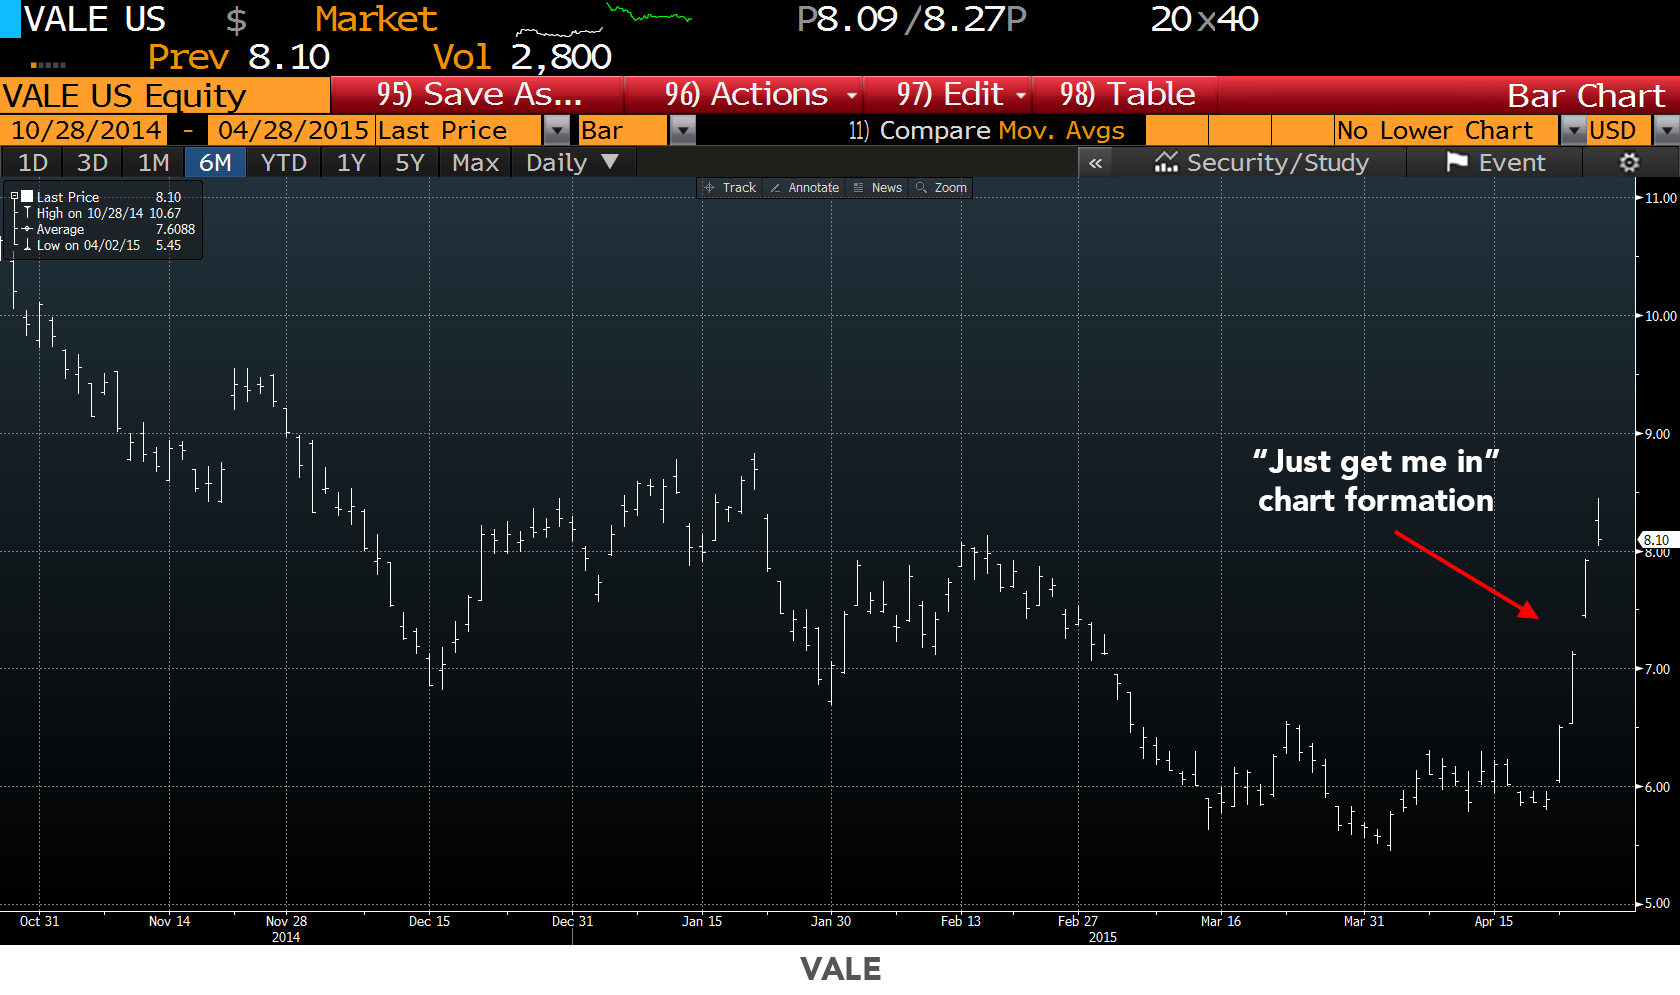 VALE US $ Market P8.09/8.27P 20x40
Prev 8.10 Vol 2,800
VALE US Equity 95) Save As... 96) Actions 97) Edit 98) Table Bar Chart
10/28/2014 - 04/28/2015 Last Price Bar 11) Compare Mov. Avgs No Lower Chart USD
1D 3D 1M 6M YTD 1Y 5Y Max Daily ▼ « Security/Study Event
Track Annotate News Zoom
Last Price 8.10
High on 10/28/14 10.67
Average 7.6088
Low on 04/02/15 5.45
11.00
10.00
9.00
“Just get me in”
chart formation
8.10
8.00
7.00
6.00
5.00
Oct 31 Nov 14 Nov 28 Dec 15 Dec 31 Jan 15 Jan 30 Feb 13 Feb 27 Mar 16 Mar 31 Apr 15
2014 2015
VALE